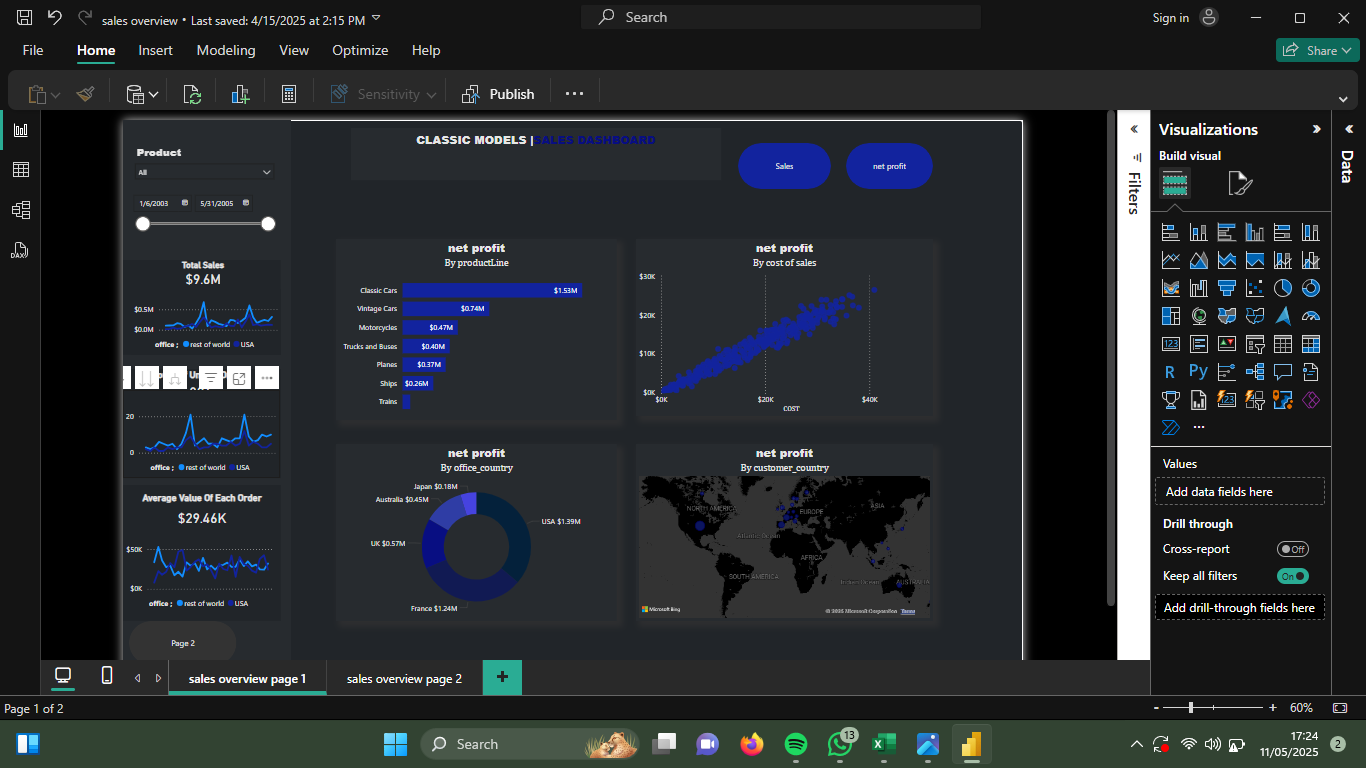 sales overview • Last saved: 4/15/2025 at 2:15 PM
Search
Sign in
File
Home
Insert
Modeling
View
Optimize
Help
Share
Sensitivity
Publish
CLASSIC MODELS |SALES DASHBOARD
Sales
net profit
Product
All
1/6/2003
5/31/2005
Total Sales
$9.6M
$0.5M
$0.0M
office ; rest of world USA
20
0
office ; rest of world USA
Average Value Of Each Order
$29.46K
$50K
$0K
office ; rest of world USA
Page 2
net profit
By productLine
Classic Cars $1.53M
Vintage Cars $0.74M
Motorcycles $0.47M
Trucks and Buses $0.40M
Planes $0.37M
Ships $0.26M
Trains
net profit
By cost of sales
$30K
$20K
$10K
$0K
$0K $20K $40K
COST
net profit
By office_country
Japan $0.18M
Australia $0.45M
USA $1.39M
UK $0.57M
France $1.24M
net profit
By customer_country
NORTH AMERICA
EUROPE
ASIA
Atlantic Ocean
AFRICA
SOUTH AMERICA
Indian Ocean
AUSTRALIA
Microsoft Bing
© 2025 Microsoft Corporation Terms
Filters
Visualizations
Build visual
R
Py
123
123
Values
Add data fields here
Drill through
Cross-report
Off
Keep all filters
On
Add drill-through fields here
Data
DAX
sales overview page 1
sales overview page 2
Page 1 of 2
60%
Search
13
17:24
11/05/2025
2